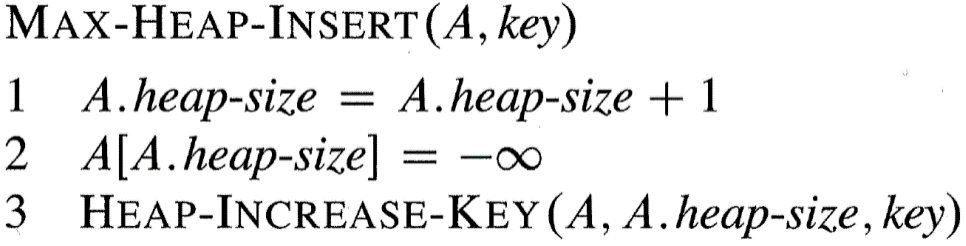 MAX-HEAP-INSERT(A, key)
1 A.heap-size = A.heap-size + 1
2 A[A.heap-size] = −∞
3 HEAP-INCREASE-KEY(A, A.heap-size, key)